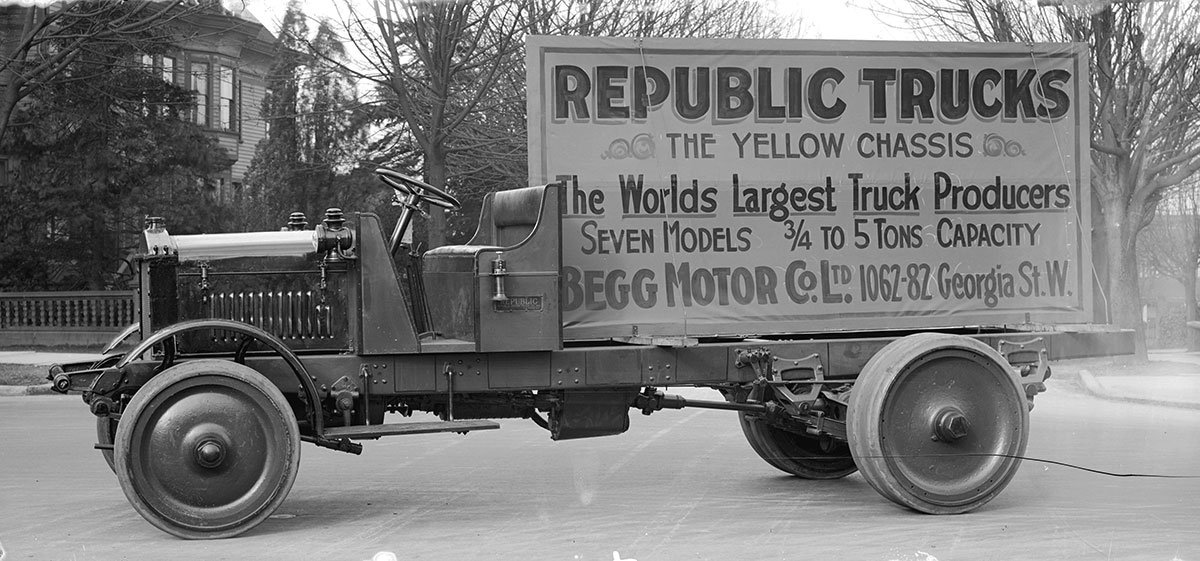 REPUBLIC TRUCKS
THE YELLOW CHASSIS
The Worlds Largest Truck Producers
SEVEN MODELS 3/4 TO 5 TONS CAPACITY
BEGG MOTOR CO. LTD. 1062-82 Georgia St. W.
REPUBLIC